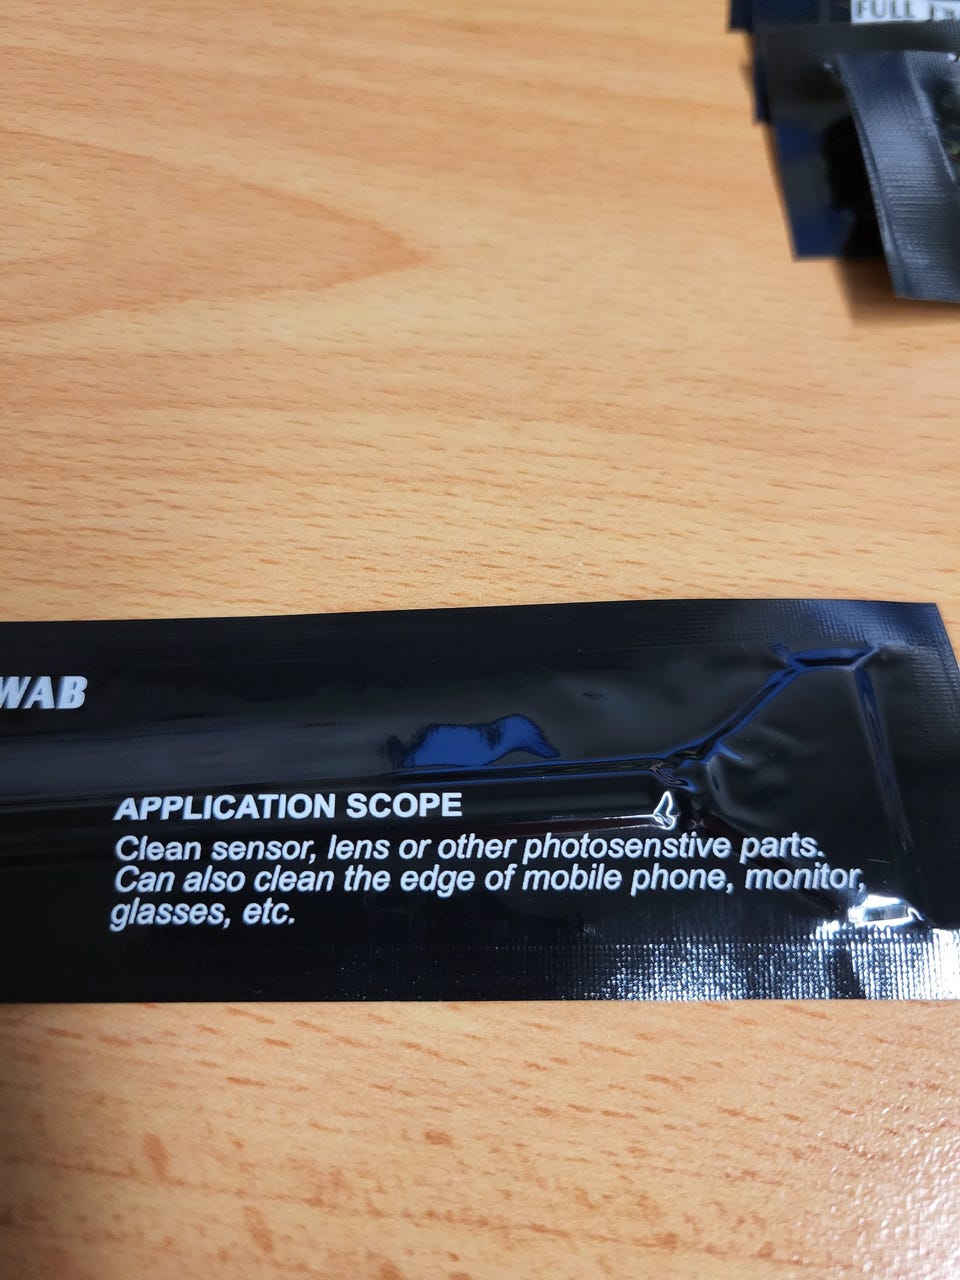 FULL
WAB
APPLICATION SCOPE
Clean sensor, lens or other photosenstive parts.
Can also clean the edge of mobile phone, monitor,
glasses, etc.